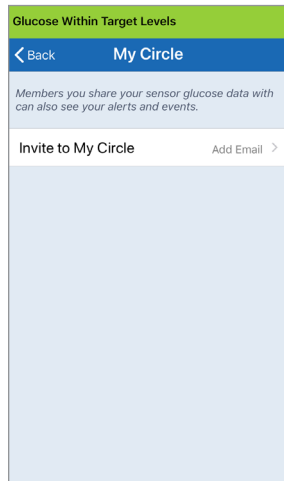 Glucose Within Target Levels
Back My Circle
Members you share your sensor glucose data with
can also see your alerts and events.
Invite to My Circle Add Email